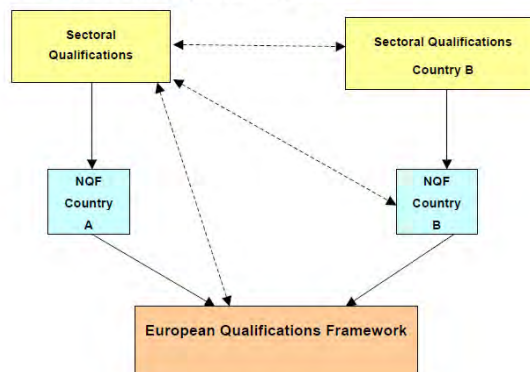 Sectoral
Qualifications
Sectoral Qualifications
Country B
NQF
Country
A
NQF
Country
B
European Qualifications Framework